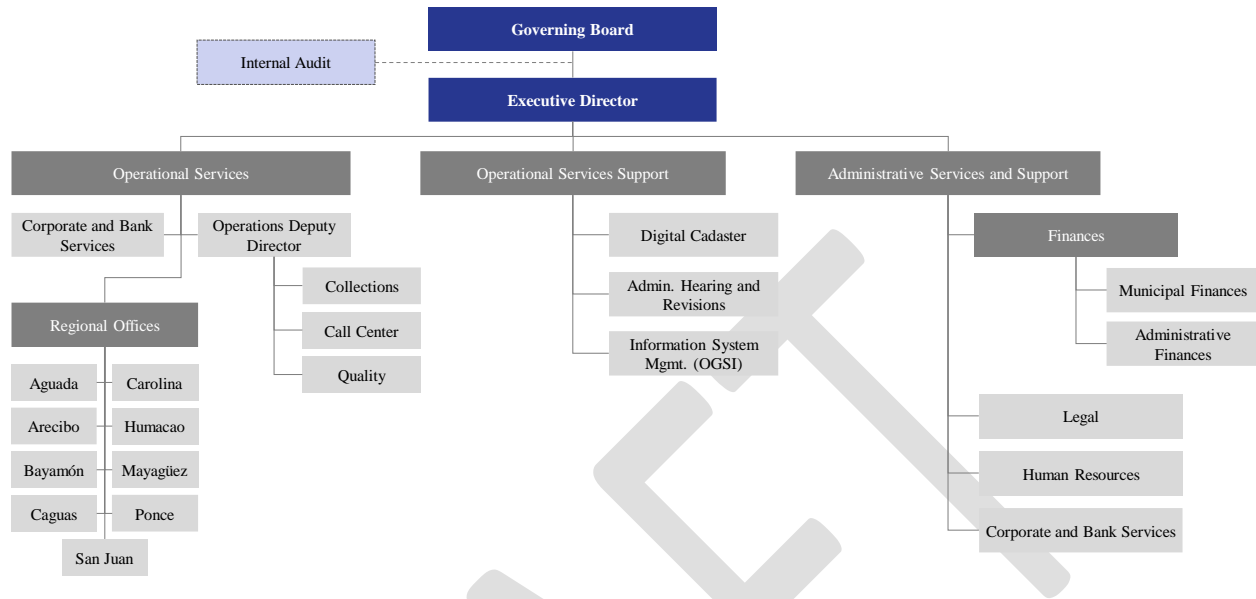 Governing Board
Internal Audit
Executive Director
Operational Services
Operational Services Support
Administrative Services and Support
Corporate and Bank
Services
Operations Deputy
Director
Digital Cadaster
Finances
Collections
Admin. Hearing and
Revisions
Municipal Finances
Regional Offices
Call Center
Information System
Mgmt. (OGSI)
Administrative
Finances
Quality
Aguada
Carolina
Arecibo
Humacao
Legal
Bayamón
Mayagüez
Human Resources
Caguas
Ponce
Corporate and Bank Services
San Juan